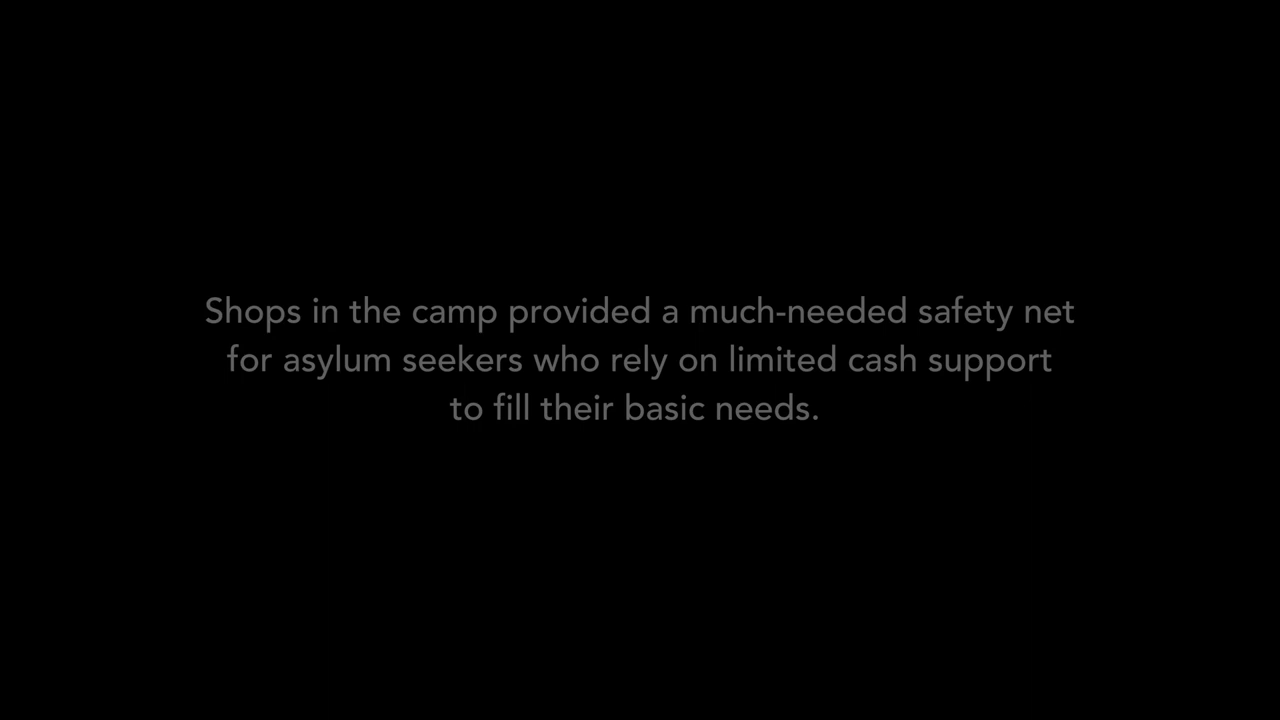 Shops in the camp provided a much-needed safety net
for asylum seekers who rely on limited cash support
to fill their basic needs.